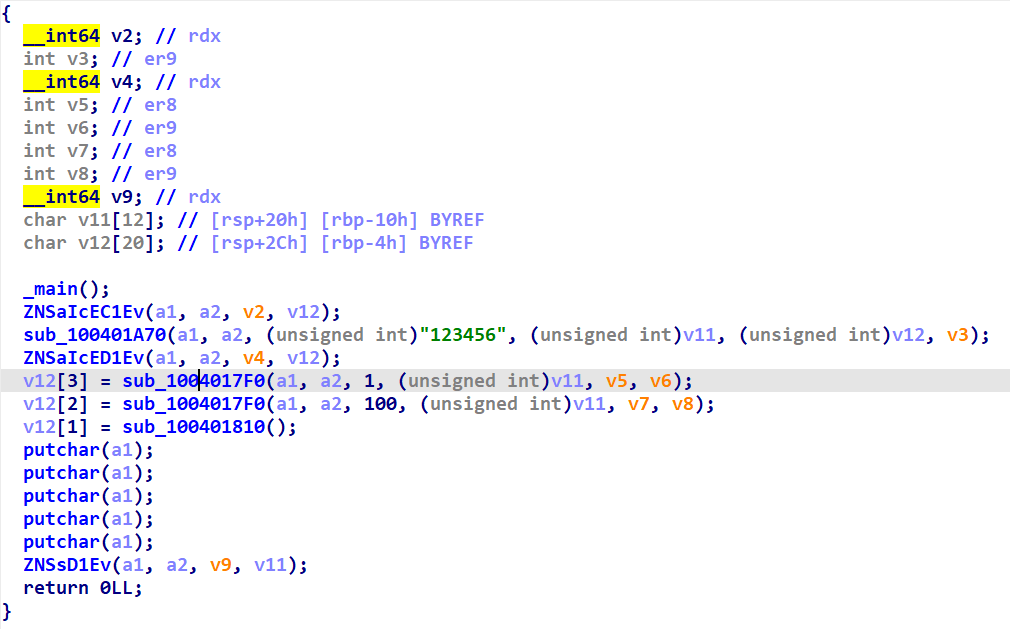 {
__int64 v2; // rdx
int v3; // er9
__int64 v4; // rdx
int v5; // er8
int v6; // er9
int v7; // er8
int v8; // er9
__int64 v9; // rdx
char v11[12]; // [rsp+20h] [rbp-10h] BYREF
char v12[20]; // [rsp+2Ch] [rbp-4h] BYREF
_main();
ZNSaIcEC1Ev(a1, a2, v2, v12);
sub_100401A70(a1, a2, (unsigned int)"123456", (unsigned int)v11, (unsigned int)v12, v3);
ZNSaIcED1Ev(a1, a2, v4, v12);
v12[3] = sub_1004017F0(a1, a2, 1, (unsigned int)v11, v5, v6);
v12[2] = sub_1004017F0(a1, a2, 100, (unsigned int)v11, v7, v8);
v12[1] = sub_100401810();
putchar(a1);
putchar(a1);
putchar(a1);
putchar(a1);
putchar(a1);
ZNSsD1Ev(a1, a2, v9, v11);
return 0LL;
}